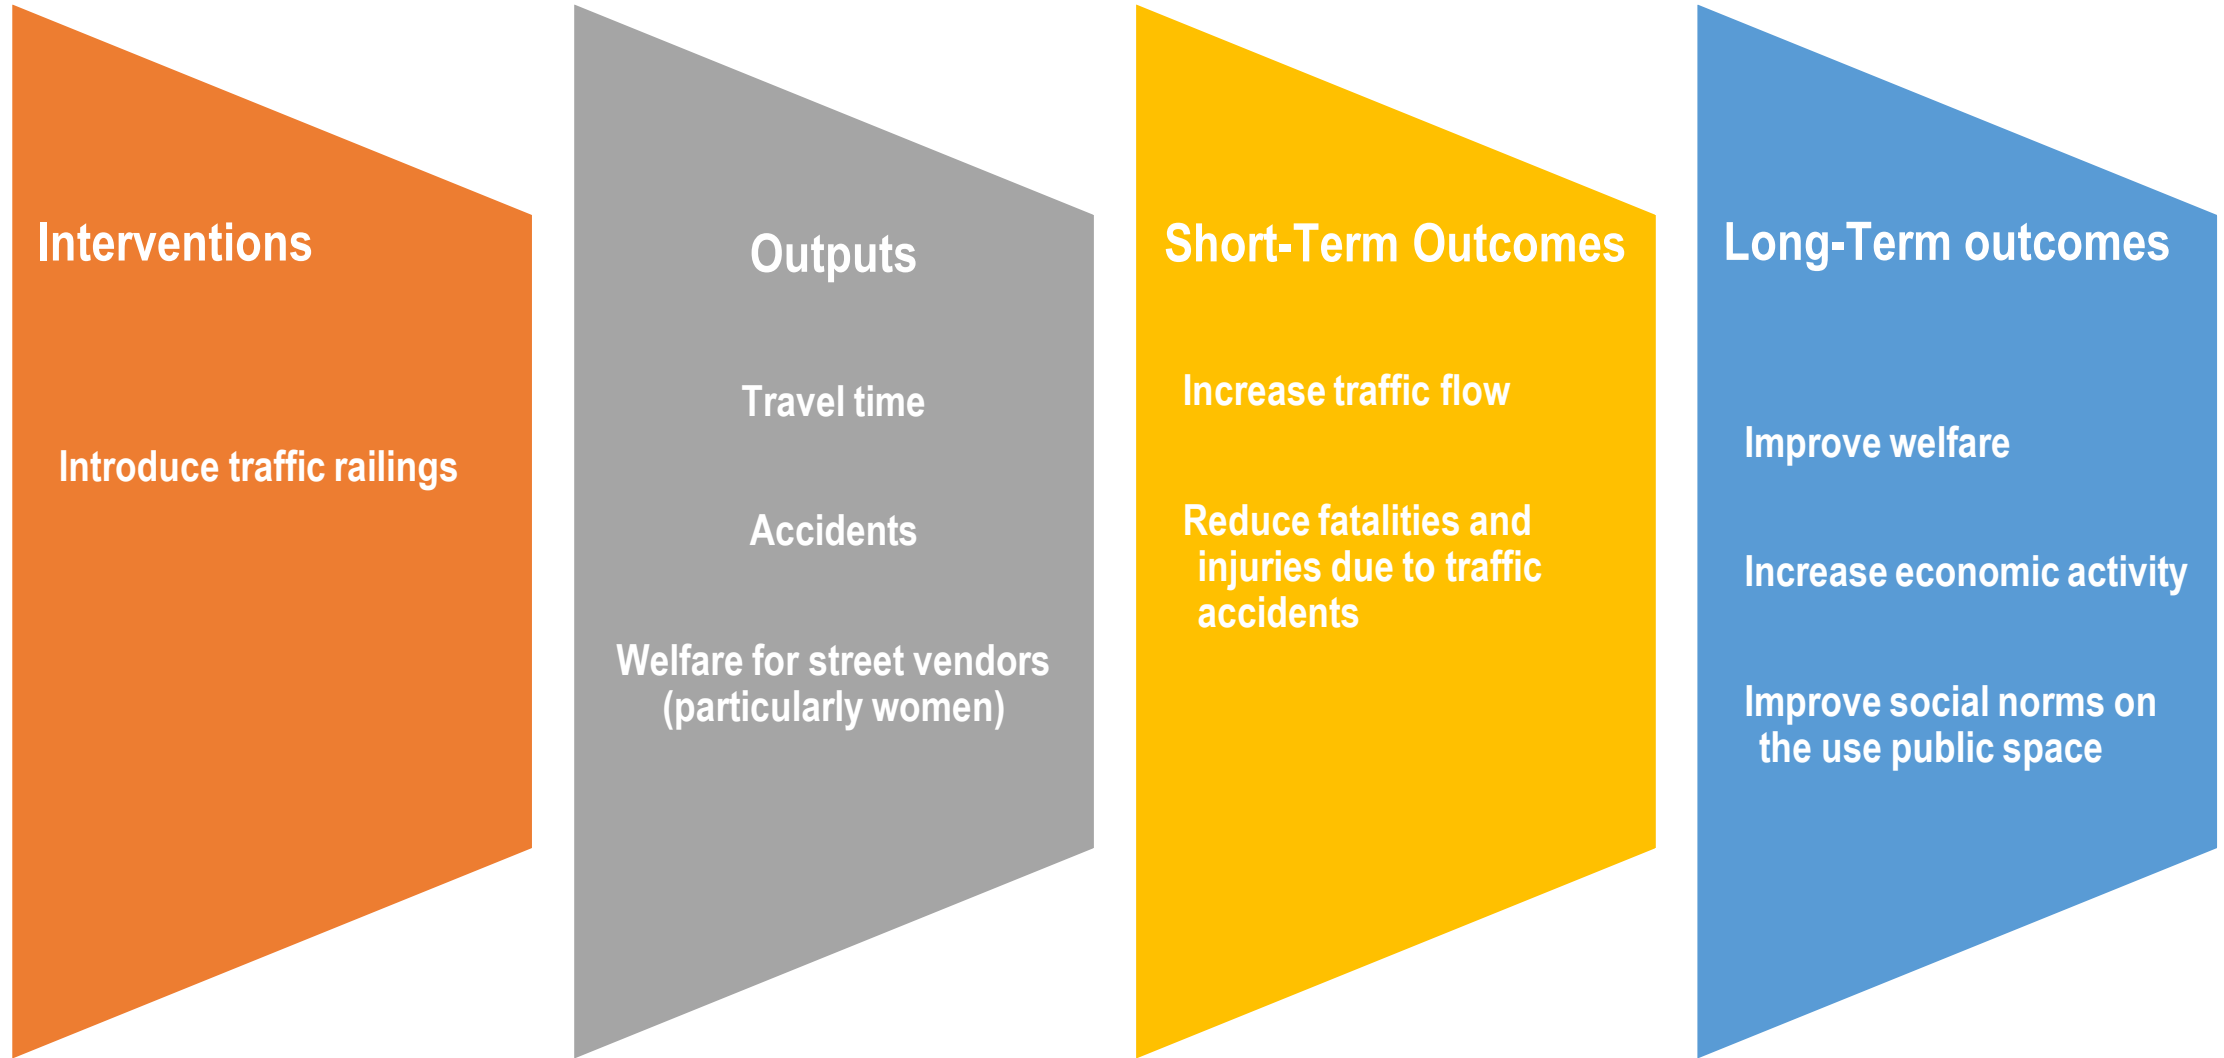 Interventions
Introduce traffic railings
Outputs
Travel time
Accidents
Welfare for street vendors
(particularly women)
Short-Term Outcomes
Increase traffic flow
Reduce fatalities and
injuries due to traffic
accidents
Long-Term outcomes
Improve welfare
Increase economic activity
Improve social norms on
the use public space